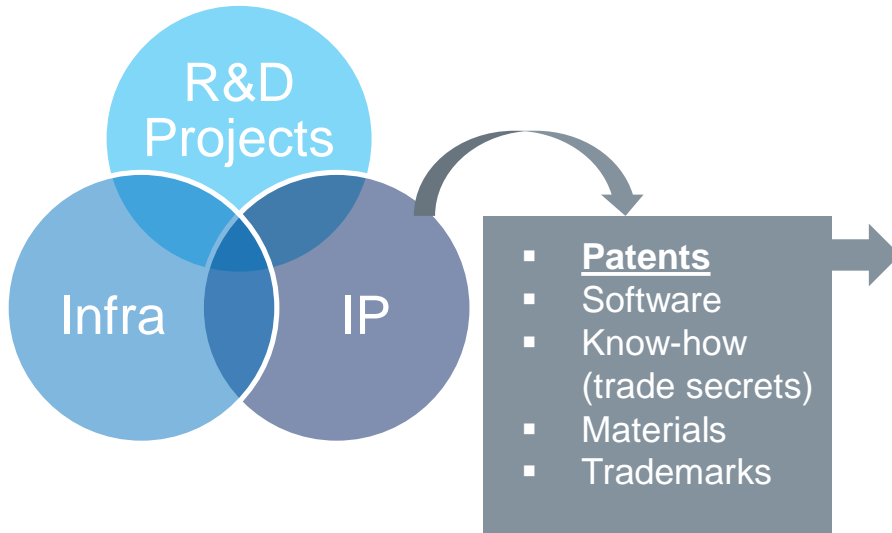 R&D
Projects
Infra
IP
▪ Patents
▪ Software
▪ Know-how
(trade secrets)
▪ Materials
▪ Trademarks